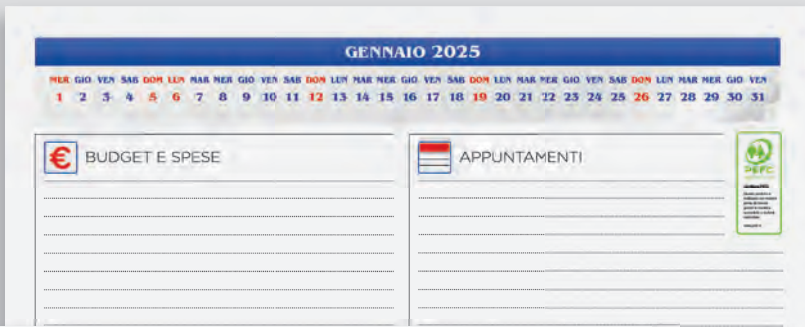 GENNAIO 2025
MER GIO VEN SAB DOM LUN MAR MER GIO VEN SAB DOM LUN MAR MER GIO VEN SAB DOM LUN MAR MER GIO VEN SAB DOM LUN MAR MER GIO VEN
1 2 3 4 5 6 7 8 9 10 11 12 13 14 15 16 17 18 19 20 21 22 23 24 25 26 27 28 29 30 31
€ BUDGET E SPESE
APPUNTAMENTI
PEFC